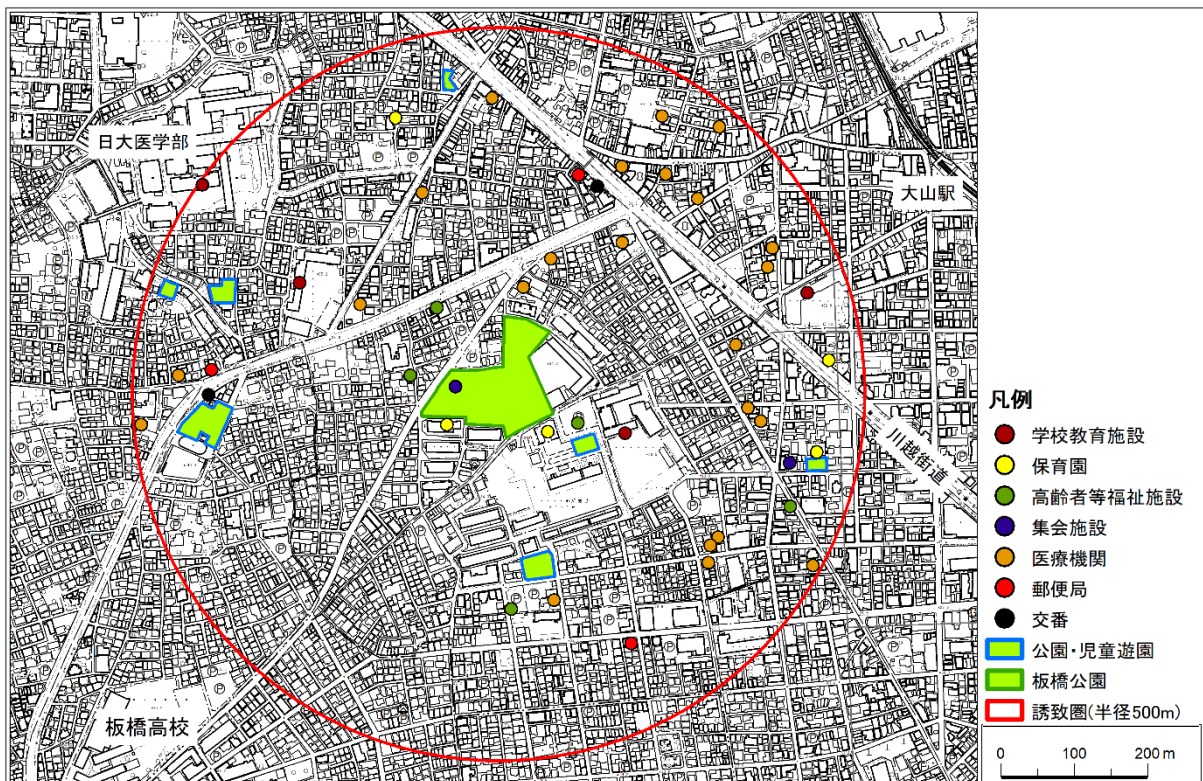 日大医学部
大山駅
川越街道
板橋高校
凡例
学校教育施設
保育園
高齢者等福祉施設
集会施設
医療機関
郵便局
交番
公園・児童遊園
板橋公園
誘致圏(半径500m)
0 100 200 m